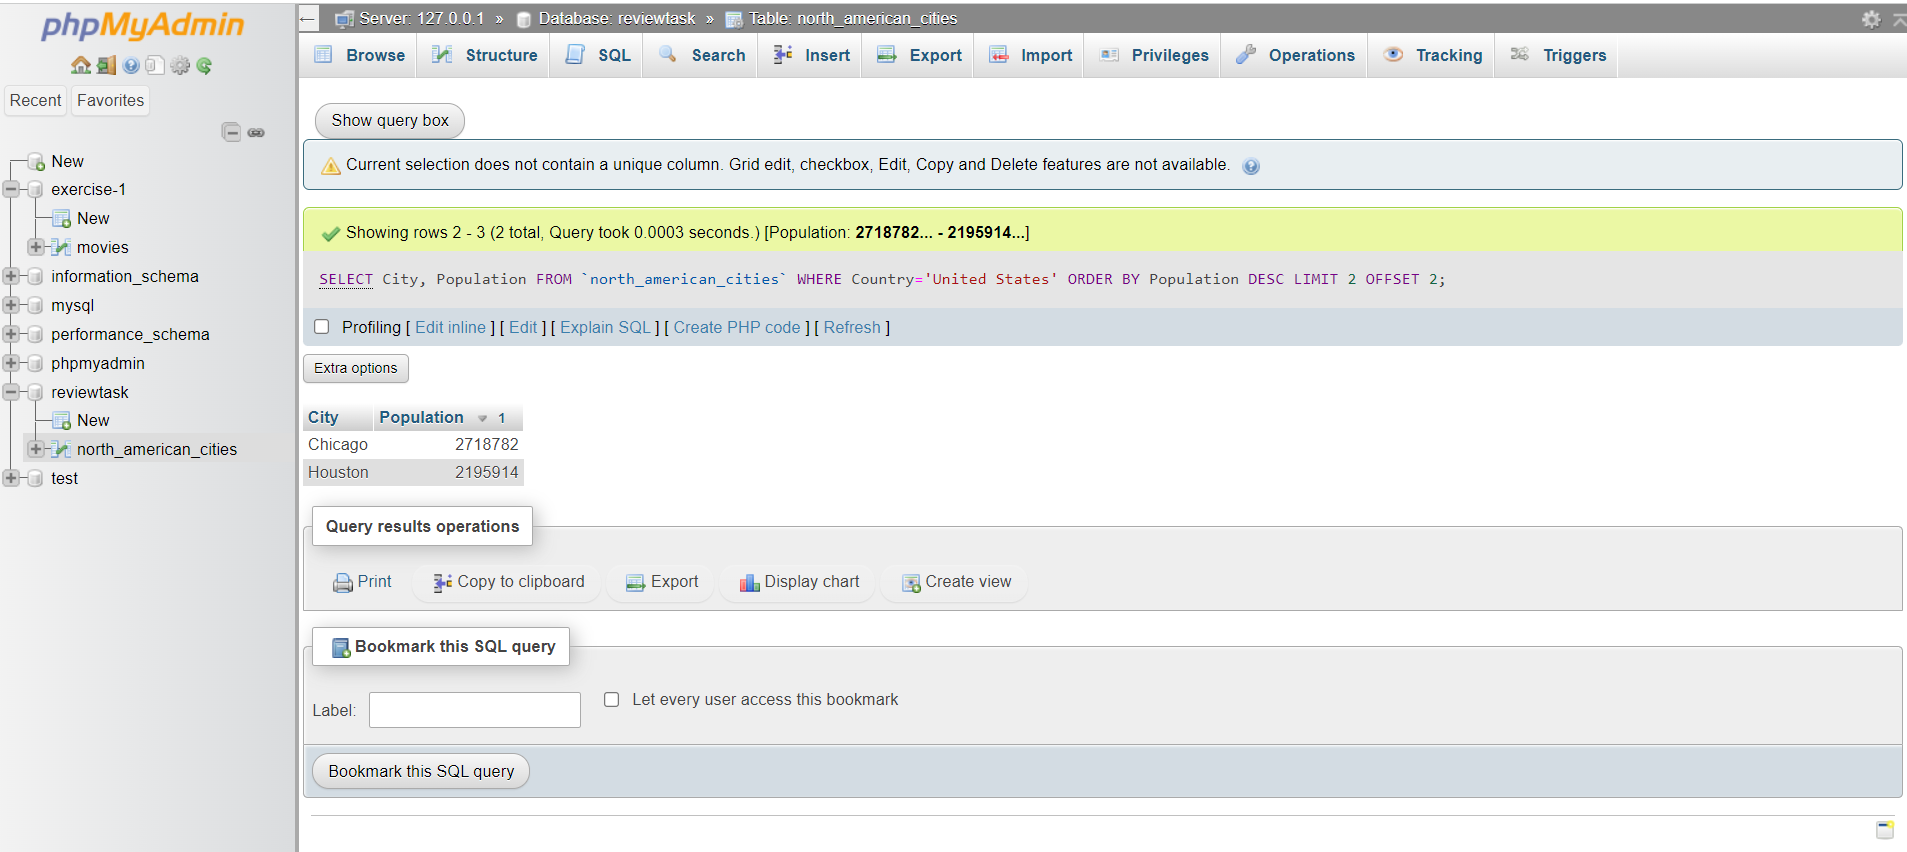 phpMyAdmin
Recent Favorites
New
exercise-1
New
movies
information_schema
mysql
performance_schema
phpmyadmin
reviewtask
New
north_american_cities
test
Server: 127.0.0.1 » Database: reviewtask » Table: north_american_cities
Browse Structure SQL Search Insert Export Import Privileges Operations Tracking Triggers
Show query box
Current selection does not contain a unique column. Grid edit, checkbox, Edit, Copy and Delete features are not available.
Showing rows 2 - 3 (2 total, Query took 0.0003 seconds.) [Population: 2718782... - 2195914...]
SELECT City, Population FROM `north_american_cities` WHERE Country='United States' ORDER BY Population DESC LIMIT 2 OFFSET 2;
Profiling [ Edit inline ] [ Edit ] [ Explain SQL ] [ Create PHP code ] [ Refresh ]
Extra options
City Population 1
Chicago 2718782
Houston 2195914
Query results operations
Print Copy to clipboard Export Display chart Create view
Bookmark this SQL query
Label: Let every user access this bookmark
Bookmark this SQL query